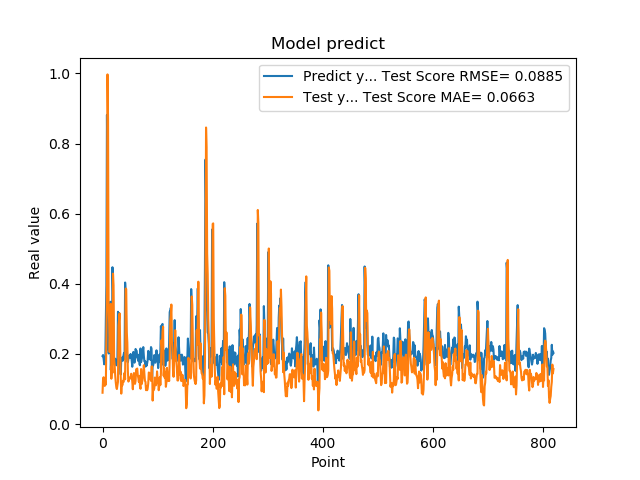 Model predict
Predict y... Test Score RMSE= 0.0885
Test y... Test Score MAE= 0.0663
1.0
0.8
0.6
0.4
0.2
0.0
Real value
0 200 400 600 800
Point